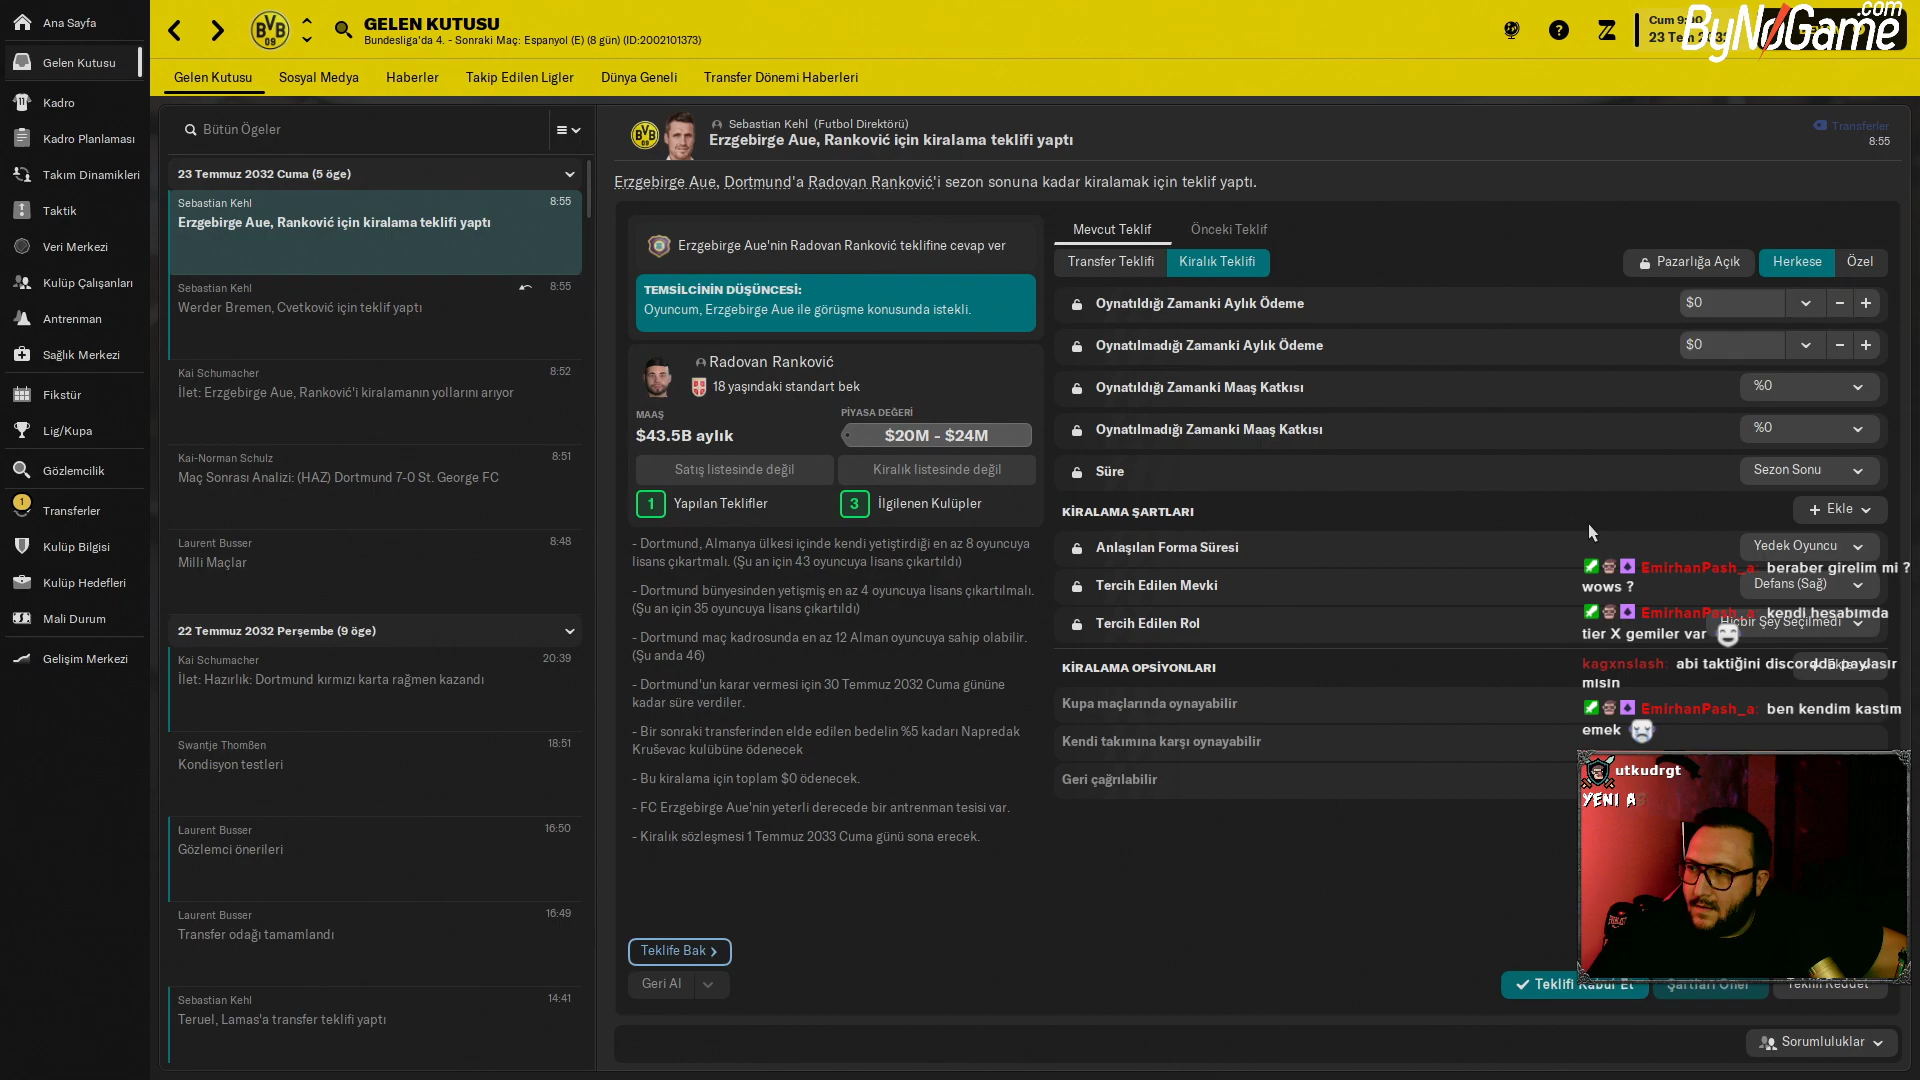 Ana Sayfa
Gelen Kutusu
Kadro
Kadro Planlaması
Takım Dinamikleri
Taktik
Veri Merkezi
Kulüp Çalışanları
Antrenman
Sağlık Merkezi
Fikstür
Lig/Kupa
Gözlemcilik
1
Transferler
Kulüp Bilgisi
Kulüp Hedefleri
Mali Durum
Gelişim Merkezi
BVB 09
GELEN KUTUSU
Bundesliga'da 4. - Sonraki Maç: Espanyol (E) (8 gün) (ID:2002101373)
23 Tem 2032
ByNoGame.com
Gelen Kutusu
Sosyal Medya
Haberler
Takip Edilen Ligler
Dünya Geneli
Transfer Dönemi Haberleri
Bütün Ögeler
23 Temmuz 2032 Cuma (5 öge)
Sebastian Kehl 8:55
Erzgebirge Aue, Ranković için kiralama teklifi yaptı
Sebastian Kehl 8:55
Werder Bremen, Cvetković için teklif yaptı
Kai Schumacher 8:52
İlet: Erzgebirge Aue, Ranković'i kiralamanın yollarını arıyor
Kai-Norman Schulz 8:51
Maç Sonrası Analizi: (HAZ) Dortmund 7-0 St. George FC
Laurent Busser 8:48
Milli Maçlar
22 Temmuz 2032 Perşembe (9 öge)
Kai Schumacher 20:39
İlet: Hazırlık: Dortmund kırmızı karta rağmen kazandı
Swantje Thomßen 18:51
Kondisyon testleri
Laurent Busser 16:50
Gözlemci önerileri
Laurent Busser 16:49
Transfer odağı tamamlandı
Sebastian Kehl 14:41
Teruel, Lamas'a transfer teklifi yaptı
Sebastian Kehl (Futbol Direktörü)
Erzgebirge Aue, Ranković için kiralama teklifi yaptı
Transferler
8:55
Erzgebirge Aue, Dortmund'a Radovan Ranković'i sezon sonuna kadar kiralamak için teklif yaptı.
Erzgebirge Aue'nin Radovan Ranković teklifine cevap ver
TEMSİLCİNİN DÜŞÜNCESİ:
Oyuncum, Erzgebirge Aue ile görüşme konusunda istekli.
Radovan Ranković
18 yaşındaki standart bek
MAAŞ
$43.5B aylık
PİYASA DEĞERİ
$20M - $24M
Satış listesinde değil
Kiralık listesinde değil
1 Yapılan Teklifler
3 İlgilenen Kulüpler
- Dortmund, Almanya ülkesi içinde kendi yetiştirdiği en az 8 oyuncuya
lisans çıkartmalı. (Şu an için 43 oyuncuya lisans çıkartıldı)
- Dortmund bünyesinden yetişmiş en az 4 oyuncuya lisans çıkartılmalı.
(Şu an için 35 oyuncuya lisans çıkartıldı)
- Dortmund maç kadrosunda en az 12 Alman oyuncuya sahip olabilir.
(Şu anda 46)
- Dortmund'un karar vermesi için 30 Temmuz 2032 Cuma gününe
kadar süre verdiler.
- Bir sonraki transferinden elde edilen bedelin %5 kadarı Napredak
Kruševac kulübüne ödenecek
- Bu kiralama için toplam $0 ödenecek.
- FC Erzgebirge Aue'nin yeterli derecede bir antrenman tesisi var.
- Kiralık sözleşmesi 1 Temmuz 2033 Cuma günü sona erecek.
Teklife Bak
Geri Al
Mevcut Teklif
Önceki Teklif
Transfer Teklifi
Kiralık Teklifi
Pazarlığa Açık
Herkese
Özel
Oynatıldığı Zamanki Aylık Ödeme $0
Oynatılmadığı Zamanki Aylık Ödeme $0
Oynatıldığı Zamanki Maaş Katkısı %0
Oynatılmadığı Zamanki Maaş Katkısı %0
Süre Sezon Sonu
KİRALAMA ŞARTLARI
Ekle
Anlaşılan Forma Süresi Yedek Oyuncu
Tercih Edilen Mevki Defans (Sağ)
Tercih Edilen Rol Hiçbir Şey Seçilmedi
KİRALAMA OPSİYONLARI
Kupa maçlarında oynayabilir
Kendi takımına karşı oynayabilir
Geri çağrılabilir
EmirhanPash_a: beraber girelim mi ?
wows ?
EmirhanPash_a: kendi hesabımda
tier X gemiler var
kagxnslash: abi taktiğini discordda paylasır
mısın
EmirhanPash_a: ben kendim kastım
emek
utkudrgt
YENI A
Teklifi Kabul Et
Şartları Öner
Teklifi Reddet
Sorumluluklar